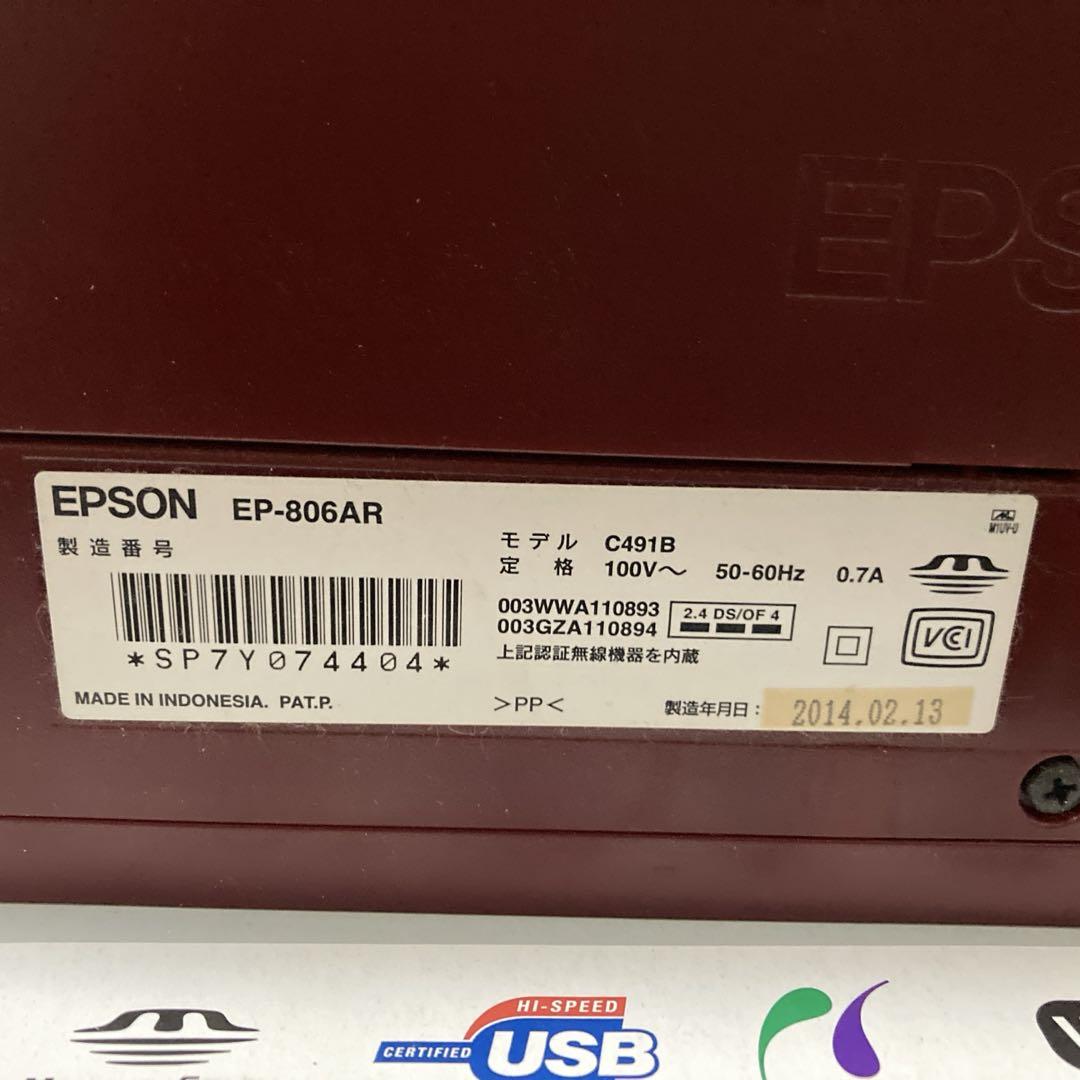 EPS
EPSON EP-806AR
製造番号
*SP7Y074404*
MADE IN INDONESIA. PAT.P.
モデル C491B
定格 100V～ 50-60Hz 0.7A
003WWA110893
003GZA110894
2.4 DS/OF 4
上記認証無線機器を内蔵
>PP<
製造年月日: 2014.02.13
M1UV-U
VCI
HI-SPEED
CERTIFIED USB